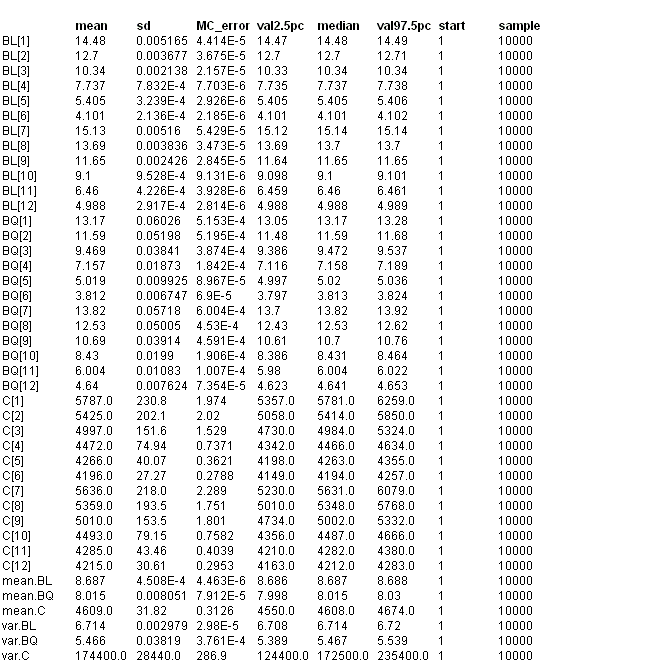 mean sd MC_error val2.5pc median val97.5pc start sample
BL[1] 14.48 0.005165 4.414E-5 14.47 14.48 14.49 1 10000
BL[2] 12.7 0.003677 3.675E-5 12.7 12.7 12.71 1 10000
BL[3] 10.34 0.002138 2.157E-5 10.33 10.34 10.34 1 10000
BL[4] 7.737 7.832E-4 7.703E-6 7.735 7.737 7.738 1 10000
BL[5] 5.405 3.239E-4 2.926E-6 5.405 5.405 5.406 1 10000
BL[6] 4.101 2.136E-4 2.185E-6 4.101 4.101 4.102 1 10000
BL[7] 15.13 0.00516 5.429E-5 15.12 15.14 15.14 1 10000
BL[8] 13.69 0.003836 3.473E-5 13.69 13.7 13.7 1 10000
BL[9] 11.65 0.002426 2.845E-5 11.64 11.65 11.65 1 10000
BL[10] 9.1 9.528E-4 9.131E-6 9.098 9.1 9.101 1 10000
BL[11] 6.46 4.226E-4 3.928E-6 6.459 6.46 6.461 1 10000
BL[12] 4.988 2.917E-4 2.814E-6 4.988 4.988 4.989 1 10000
BQ[1] 13.17 0.06026 5.153E-4 13.05 13.17 13.28 1 10000
BQ[2] 11.59 0.05198 5.195E-4 11.48 11.59 11.68 1 10000
BQ[3] 9.469 0.03841 3.874E-4 9.386 9.472 9.537 1 10000
BQ[4] 7.157 0.01873 1.842E-4 7.116 7.158 7.189 1 10000
BQ[5] 5.019 0.009925 8.967E-5 4.997 5.02 5.036 1 10000
BQ[6] 3.812 0.006747 6.9E-5 3.797 3.813 3.824 1 10000
BQ[7] 13.82 0.05718 6.004E-4 13.7 13.82 13.92 1 10000
BQ[8] 12.53 0.05005 4.53E-4 12.43 12.53 12.62 1 10000
BQ[9] 10.69 0.03914 4.591E-4 10.61 10.7 10.76 1 10000
BQ[10] 8.43 0.0199 1.906E-4 8.386 8.431 8.464 1 10000
BQ[11] 6.004 0.01083 1.007E-4 5.98 6.004 6.022 1 10000
BQ[12] 4.64 0.007624 7.354E-5 4.623 4.641 4.653 1 10000
C[1] 5787.0 230.8 1.974 5357.0 5781.0 6259.0 1 10000
C[2] 5425.0 202.1 2.02 5058.0 5414.0 5850.0 1 10000
C[3] 4997.0 151.6 1.529 4730.0 4984.0 5324.0 1 10000
C[4] 4472.0 74.94 0.7371 4342.0 4466.0 4634.0 1 10000
C[5] 4266.0 40.07 0.3621 4198.0 4263.0 4355.0 1 10000
C[6] 4196.0 27.27 0.2788 4149.0 4194.0 4257.0 1 10000
C[7] 5636.0 218.0 2.289 5230.0 5631.0 6079.0 1 10000
C[8] 5359.0 193.5 1.751 5010.0 5348.0 5768.0 1 10000
C[9] 5010.0 153.5 1.801 4734.0 5002.0 5332.0 1 10000
C[10] 4493.0 79.15 0.7582 4356.0 4487.0 4666.0 1 10000
C[11] 4285.0 43.46 0.4039 4210.0 4282.0 4380.0 1 10000
C[12] 4215.0 30.61 0.2953 4163.0 4212.0 4283.0 1 10000
mean.BL 8.687 4.508E-4 4.463E-6 8.686 8.687 8.688 1 10000
mean.BQ 8.015 0.008051 7.912E-5 7.998 8.015 8.03 1 10000
mean.C 4609.0 31.82 0.3126 4550.0 4608.0 4674.0 1 10000
var.BL 6.714 0.002979 2.98E-5 6.708 6.714 6.72 1 10000
var.BQ 5.466 0.03819 3.761E-4 5.389 5.467 5.539 1 10000
var.C 174400.0 28440.0 286.9 124400.0 172500.0 235400.0 1 10000